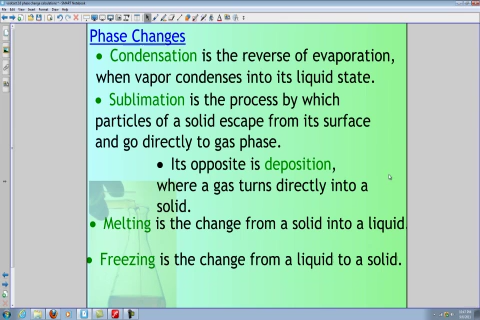 Phase Changes
• Condensation is the reverse of evaporation,
when vapor condenses into its liquid state.
• Sublimation is the process by which
particles of a solid escape from its surface
and go directly to gas phase.
• Its opposite is deposition,
where a gas turns directly into a
solid.
• Melting is the change from a solid into a liquid.
• Freezing is the change from a liquid to a solid.